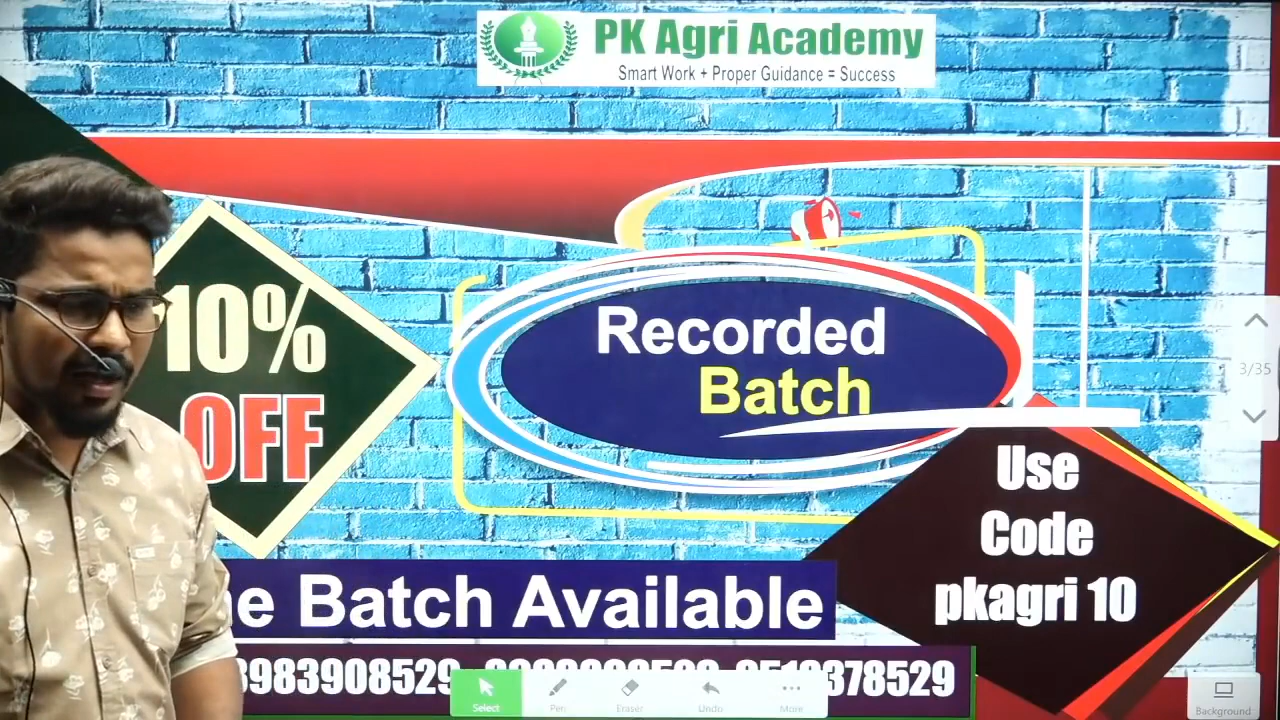 PK Agri Academy
Smart Work + Proper Guidance = Success
10%
OFF
Recorded
Batch
3/35
Use
Code
pkagri 10
Batch Available
Select
Pen
Eraser
Undo
More
Background